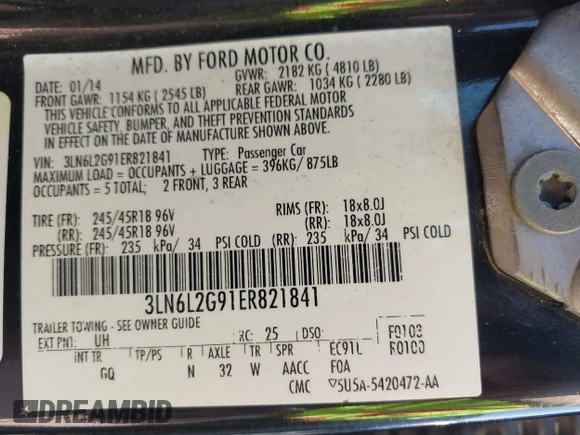 MFD. BY FORD MOTOR CO.
DATE: 01/14 GVWR: 2182 KG ( 4810 LB)
FRONT GAWR: 1154 KG ( 2545 LB) REAR GAWR: 1034 KG ( 2280 LB)
THIS VEHICLE CONFORMS TO ALL APPLICABLE FEDERAL MOTOR
VEHICLE SAFETY, BUMPER, AND THEFT PREVENTION STANDARDS
IN EFFECT ON THE DATE OF MANUFACTURE SHOWN ABOVE.
VIN: 3LN6L2G91ER821841 TYPE: Passenger Car
MAXIMUM LOAD = OCCUPANTS + LUGGAGE = 396KG/ 875LB
OCCUPANTS = 5 TOTAL; 2 FRONT, 3 REAR
TIRE (FR): 245/45R18 96V RIMS (FR): 18x8.0J
(RR): 245/45R18 96V (RR): 18x8.0J
PRESSURE (FR): 235 kPa/ 34 PSI COLD (RR): 235 kPa/ 34 PSI COLD
3LN6L2G91ER821841
TRAILER TOWING - SEE OWNER GUIDE
EXT PNT: UH RC: 25 DSO: F0103
INT TR TP/PS R AXLE TR SPR EC91L R0100
GQ N 32 W AACC FOA
CMC 5U5A-5420472-AA
DREAMBID